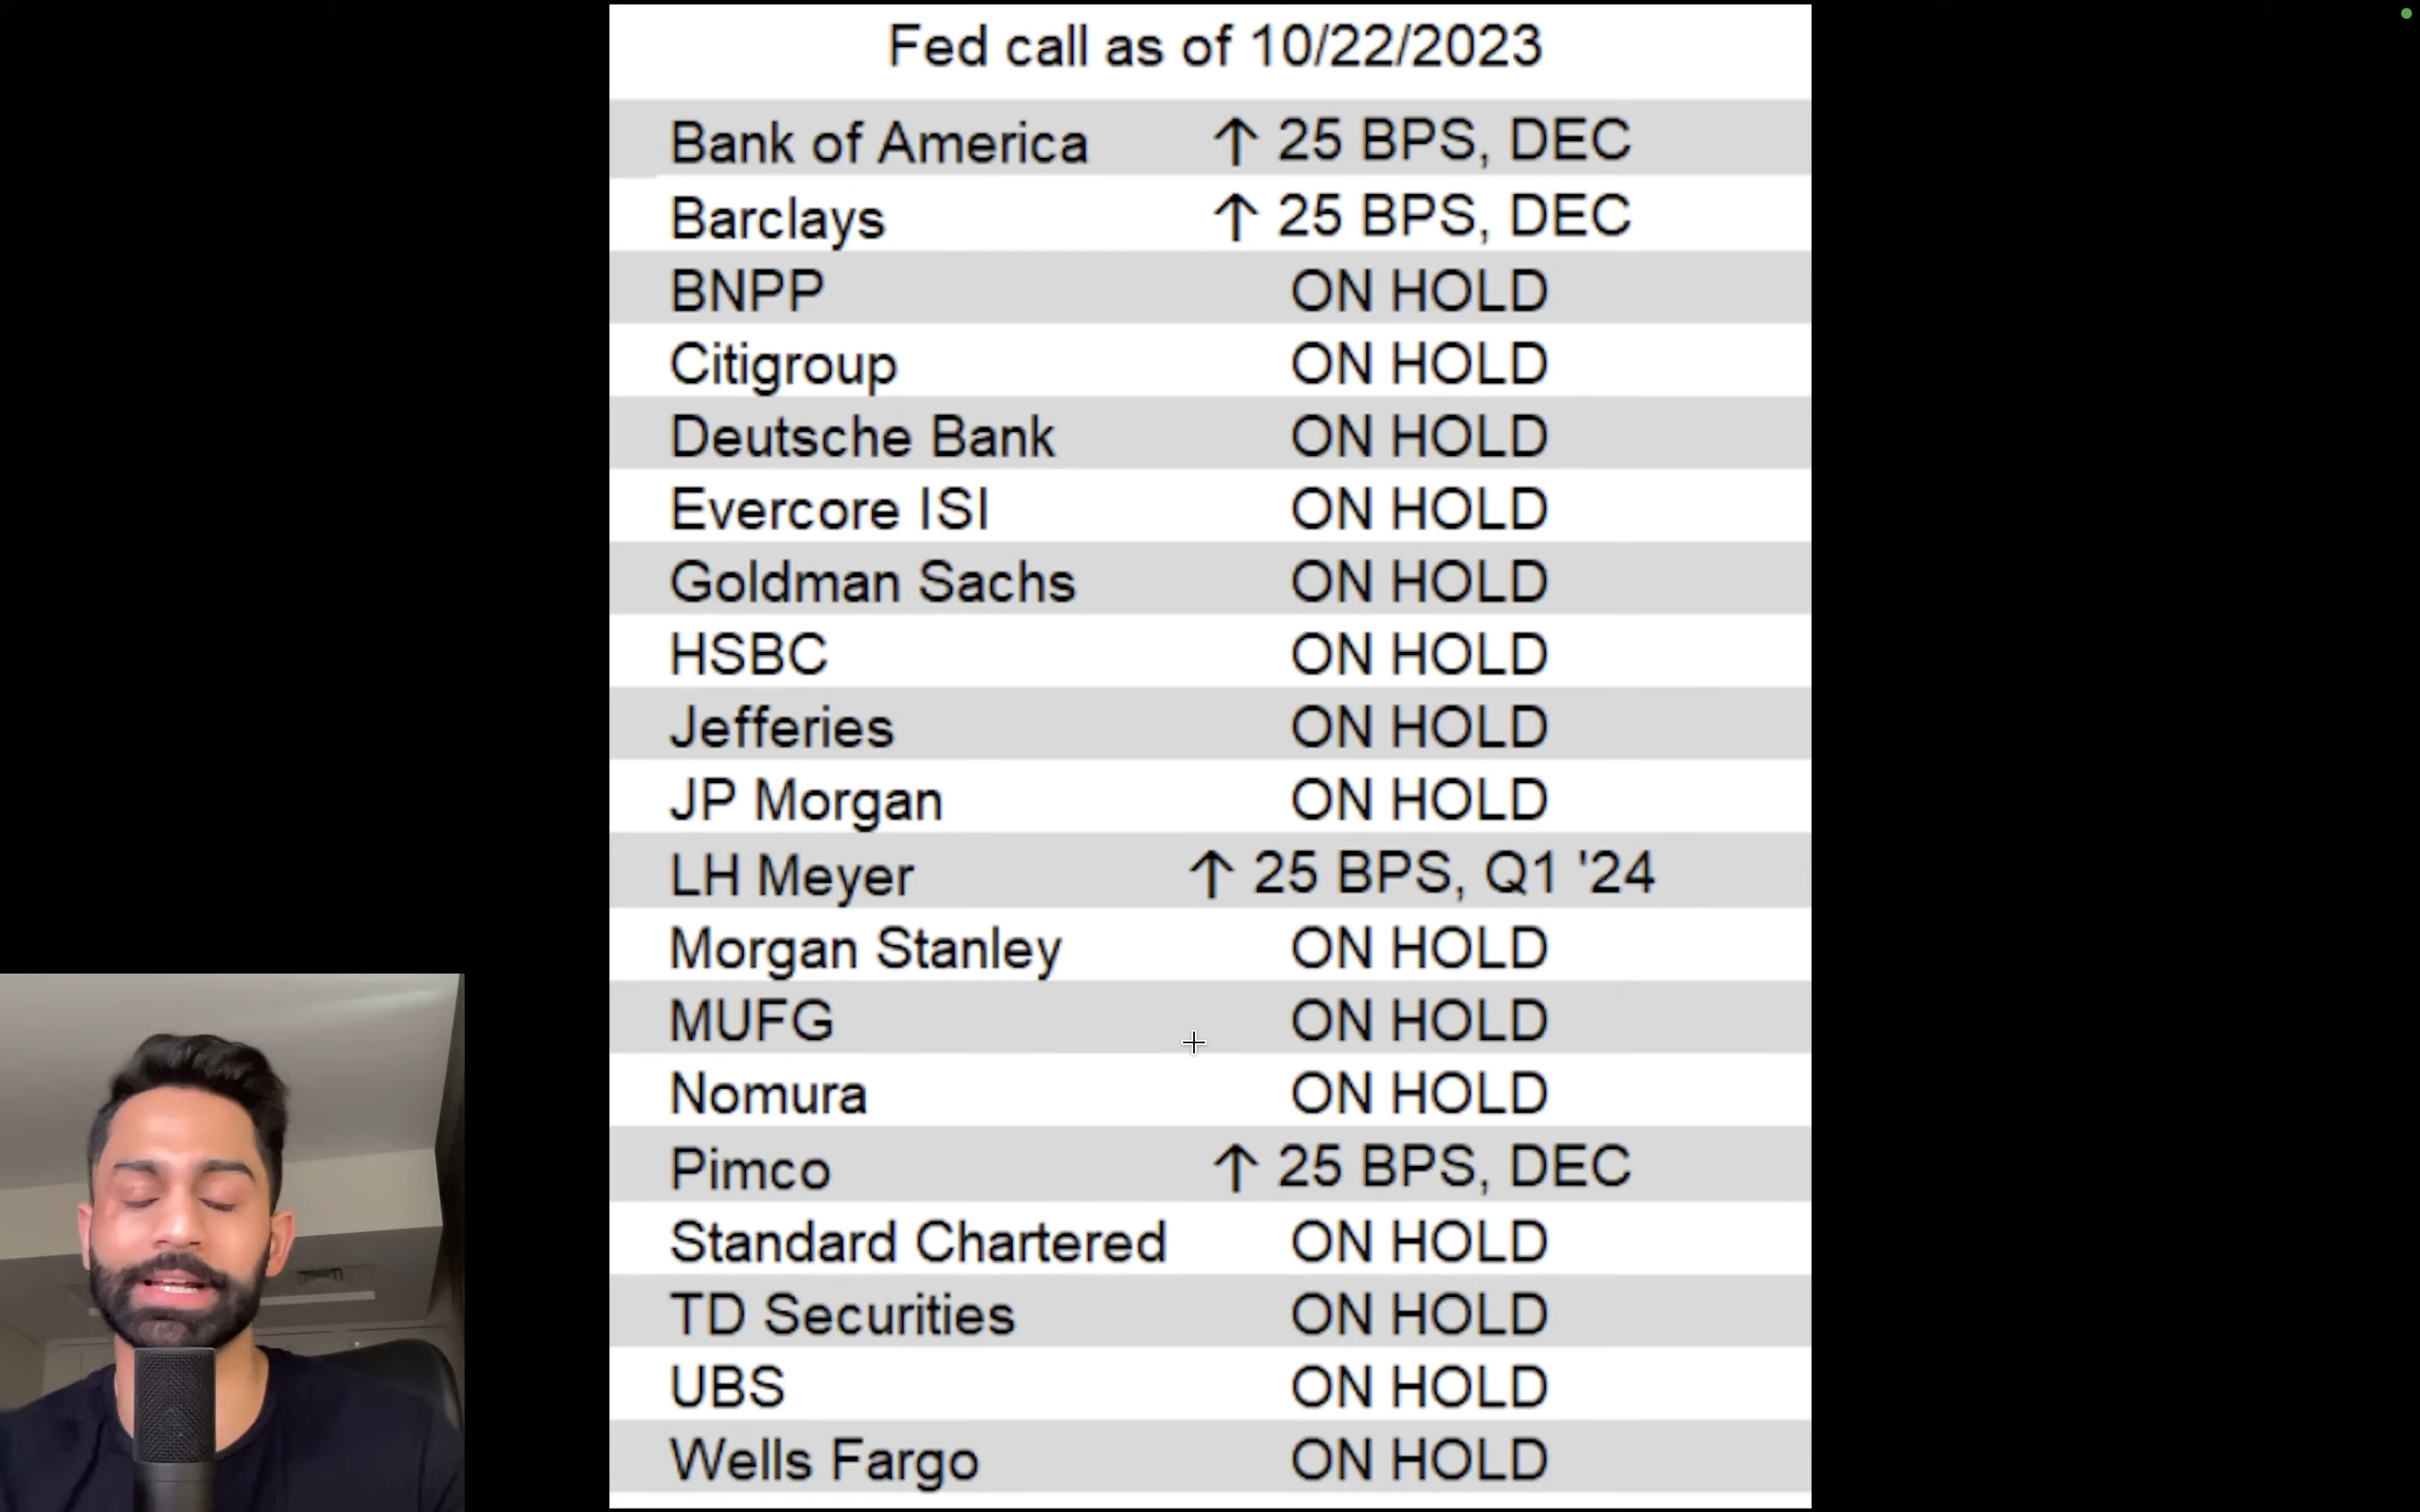 Fed call as of 10/22/2023
Bank of America ↑ 25 BPS, DEC
Barclays ↑ 25 BPS, DEC
BNPP ON HOLD
Citigroup ON HOLD
Deutsche Bank ON HOLD
Evercore ISI ON HOLD
Goldman Sachs ON HOLD
HSBC ON HOLD
Jefferies ON HOLD
JP Morgan ON HOLD
LH Meyer ↑ 25 BPS, Q1 '24
Morgan Stanley ON HOLD
MUFG ON HOLD
Nomura ON HOLD
Pimco ↑ 25 BPS, DEC
Standard Chartered ON HOLD
TD Securities ON HOLD
UBS ON HOLD
Wells Fargo ON HOLD